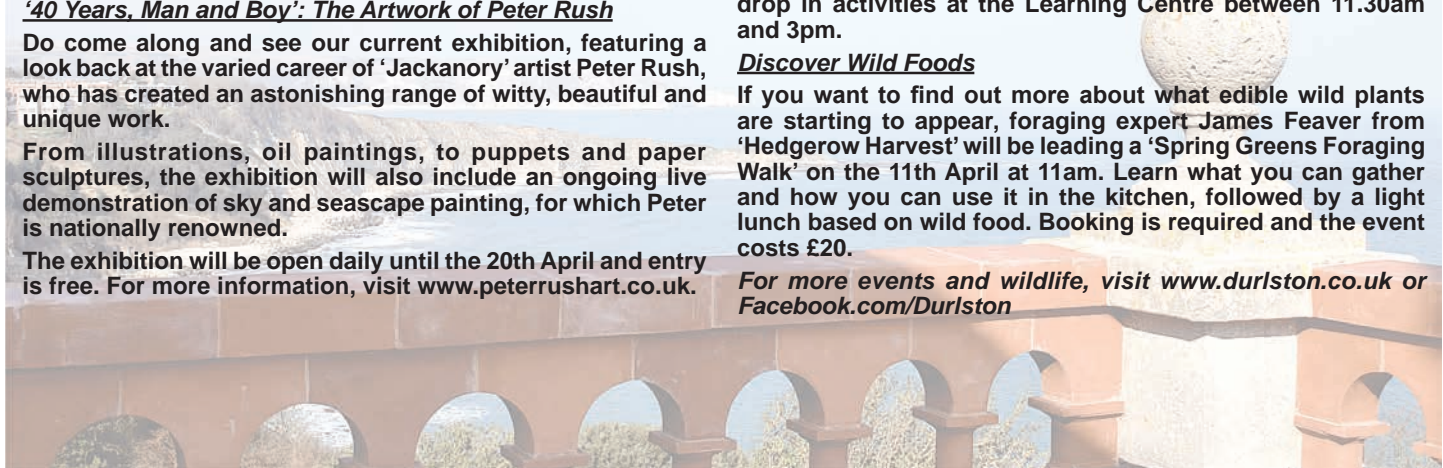 ‘40 Years, Man and Boy’: The Artwork of Peter Rush
Do come along and see our current exhibition, featuring a
look back at the varied career of ‘Jackanory’ artist Peter Rush,
who has created an astonishing range of witty, beautiful and
unique work.
From illustrations, oil paintings, to puppets and paper
sculptures, the exhibition will also include an ongoing live
demonstration of sky and seascape painting, for which Peter
is nationally renowned.
The exhibition will be open daily until the 20th April and entry
is free. For more information, visit www.peterrushart.co.uk.
drop in activities at the Learning Centre between 11.30am
and 3pm.
Discover Wild Foods
If you want to find out more about what edible wild plants
are starting to appear, foraging expert James Feaver from
‘Hedgerow Harvest’ will be leading a ‘Spring Greens Foraging
Walk’ on the 11th April at 11am. Learn what you can gather
and how you can use it in the kitchen, followed by a light
lunch based on wild food. Booking is required and the event
costs £20.
For more events and wildlife, visit www.durlston.co.uk or
Facebook.com/Durlston